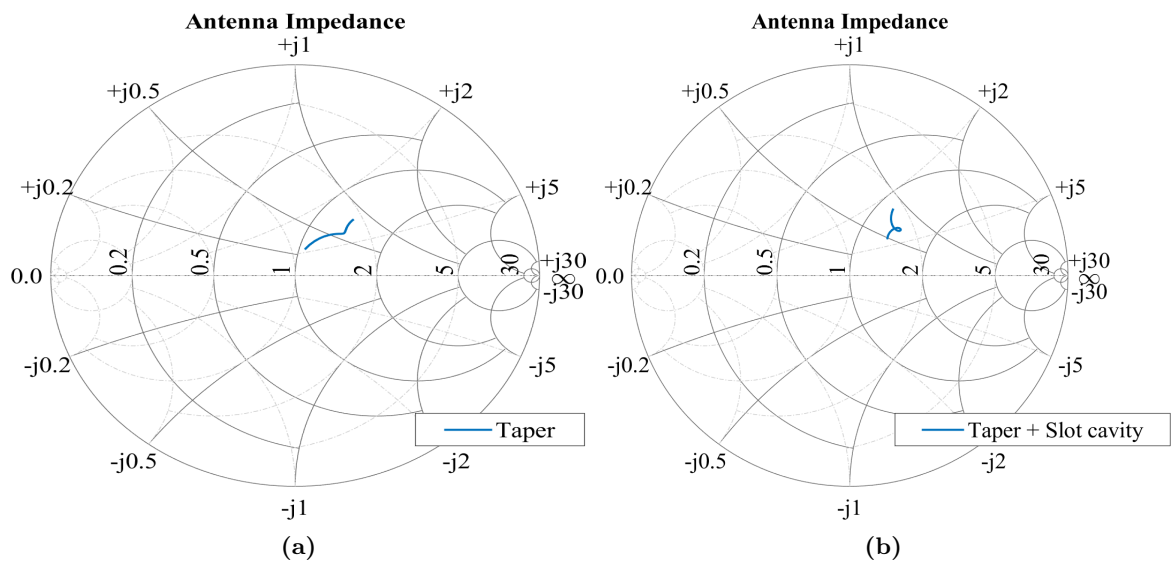 Antenna Impedance
+j1
+j0.5
+j2
+j0.2
+j5
0.0
0.2
0.5
1
2
5
30
+j30
∞
-j30
-j0.2
-j5
Taper
-j0.5
-j2
-j1
(a)
Antenna Impedance
+j1
+j0.5
+j2
+j0.2
+j5
0.0
0.2
0.5
1
2
5
30
+j30
∞
-j30
-j0.2
-j5
Taper + Slot cavity
-j0.5
-j2
-j1
(b)